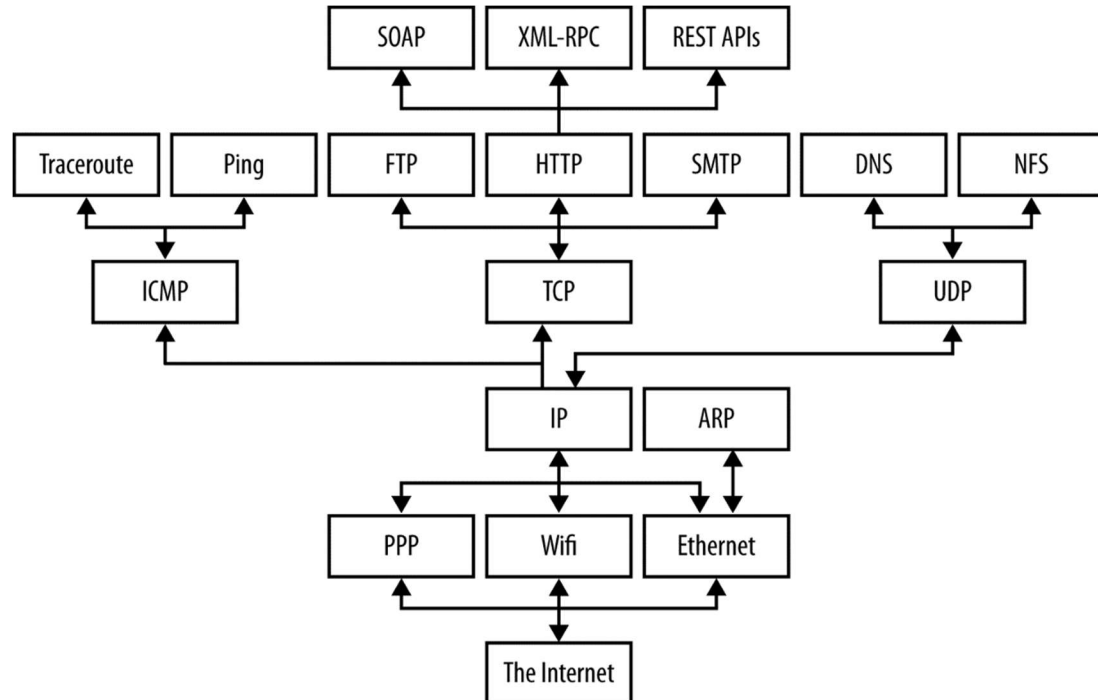 SOAP
XML-RPC
REST APIs
Traceroute
Ping
FTP
HTTP
SMTP
DNS
NFS
ICMP
TCP
UDP
IP
ARP
PPP
Wifi
Ethernet
The Internet